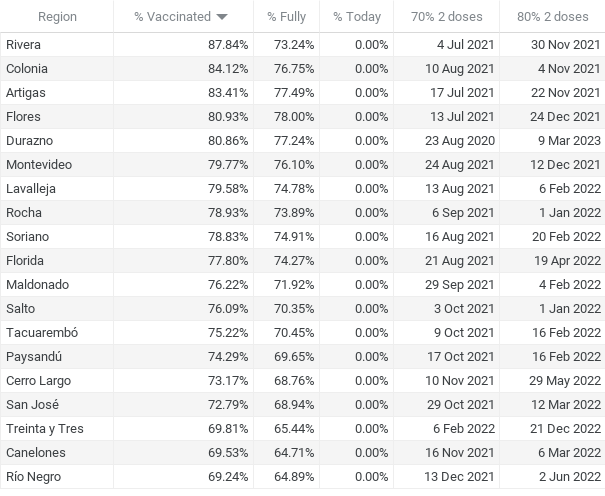 Region % Vaccinated % Fully % Today 70% 2 doses 80% 2 doses
Rivera 87.84% 73.24% 0.00% 4 Jul 2021 30 Nov 2021
Colonia 84.12% 76.75% 0.00% 10 Aug 2021 4 Nov 2021
Artigas 83.41% 77.49% 0.00% 17 Jul 2021 22 Nov 2021
Flores 80.93% 78.00% 0.00% 13 Jul 2021 24 Dec 2021
Durazno 80.86% 77.24% 0.00% 23 Aug 2020 9 Mar 2023
Montevideo 79.77% 76.10% 0.00% 24 Aug 2021 12 Dec 2021
Lavalleja 79.58% 74.78% 0.00% 13 Aug 2021 6 Feb 2022
Rocha 78.93% 73.89% 0.00% 6 Sep 2021 1 Jan 2022
Soriano 78.83% 74.91% 0.00% 16 Aug 2021 20 Feb 2022
Florida 77.80% 74.27% 0.00% 21 Aug 2021 19 Apr 2022
Maldonado 76.22% 71.92% 0.00% 29 Sep 2021 4 Feb 2022
Salto 76.09% 70.35% 0.00% 3 Oct 2021 1 Jan 2022
Tacuarembó 75.22% 70.45% 0.00% 9 Oct 2021 16 Feb 2022
Paysandú 74.29% 69.65% 0.00% 17 Oct 2021 16 Feb 2022
Cerro Largo 73.17% 68.76% 0.00% 10 Nov 2021 29 May 2022
San José 72.79% 68.94% 0.00% 29 Oct 2021 12 Mar 2022
Treinta y Tres 69.81% 65.44% 0.00% 6 Feb 2022 21 Dec 2022
Canelones 69.53% 64.71% 0.00% 16 Nov 2021 6 Mar 2022
Río Negro 69.24% 64.89% 0.00% 13 Dec 2021 2 Jun 2022